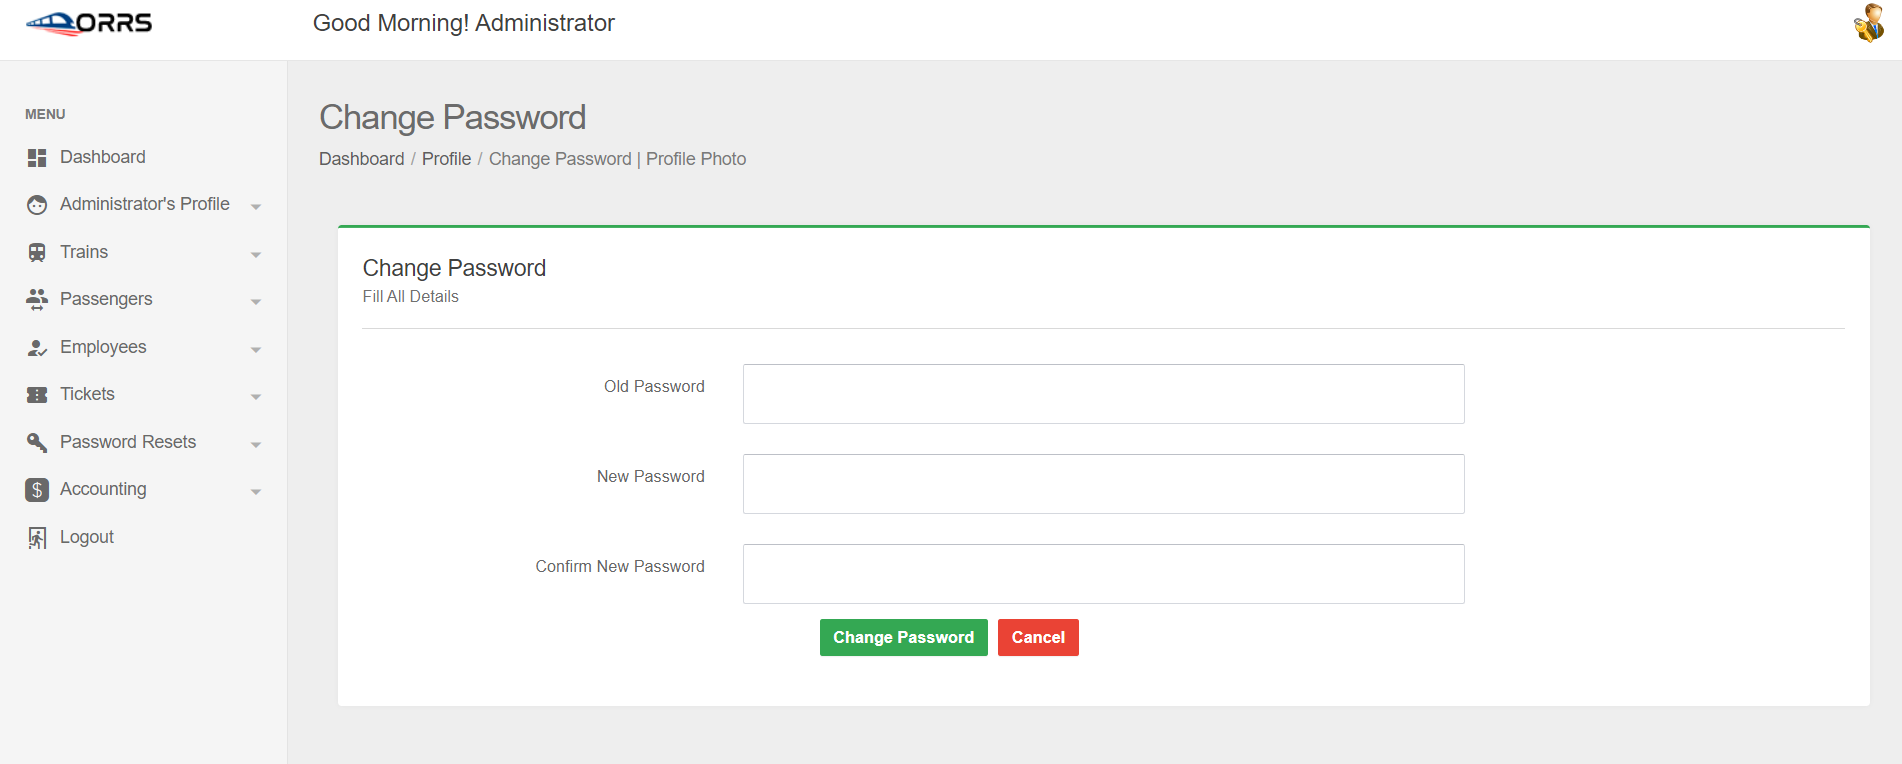 ORRS
Good Morning! Administrator
MENU
Dashboard
Administrator's Profile
Trains
Passengers
Employees
Tickets
Password Resets
$ Accounting
Logout
Change Password
Dashboard / Profile / Change Password | Profile Photo
Change Password
Fill All Details
Old Password
New Password
Confirm New Password
Change Password Cancel